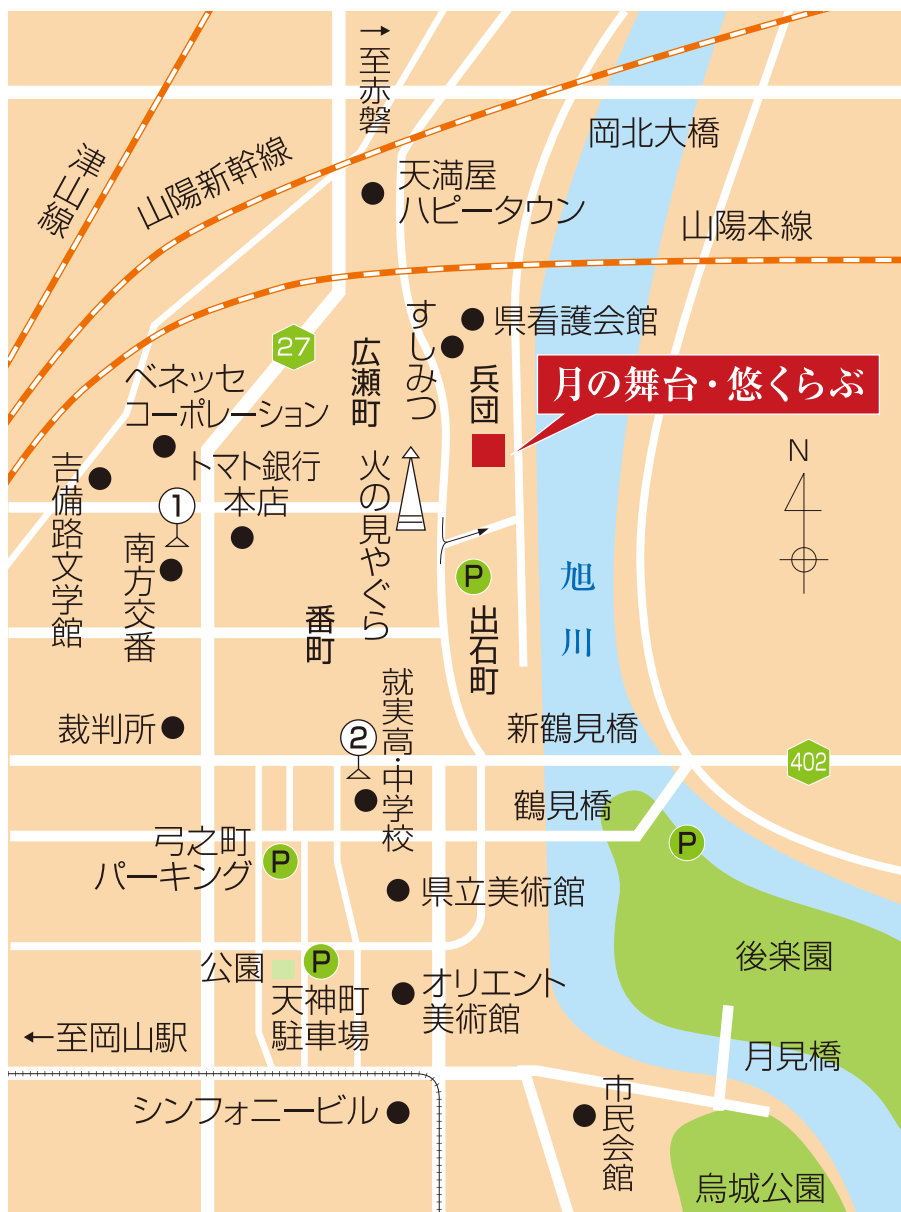 →
至赤磐
岡北大橋
津山線
山陽新幹線
天満屋
ハピータウン
山陽本線
県看護会館
すしみつ
27
広瀬町
兵団
月の舞台・悠くらぶ
ベネッセ
コーポレーション
トマト銀行
本店
火の見やぐら
N
吉備路文学館
1
南方交番
P
旭川
番町
出石町
就実高・中学校
裁判所
2
新鶴見橋
402
鶴見橋
弓之町
パーキング
P
P
県立美術館
公園
P
天神町
駐車場
オリエント
美術館
後楽園
←至岡山駅
月見橋
シンフォニービル
市民会館
烏城公園